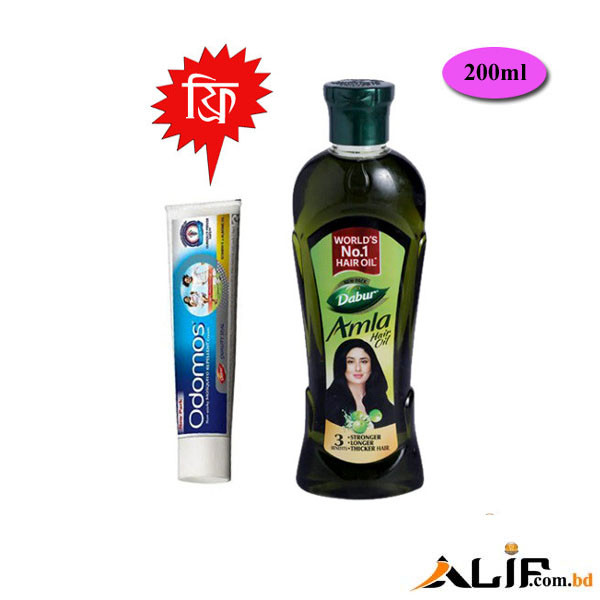 ফ্রি
200ml
WORLD'S
No.1
HAIR OIL*
Dabur
Amla
Hair
Oil
3
BENEFITS
•STRONGER
•LONGER
•THICKER HAIR
Odomos
ALIF.com.bd